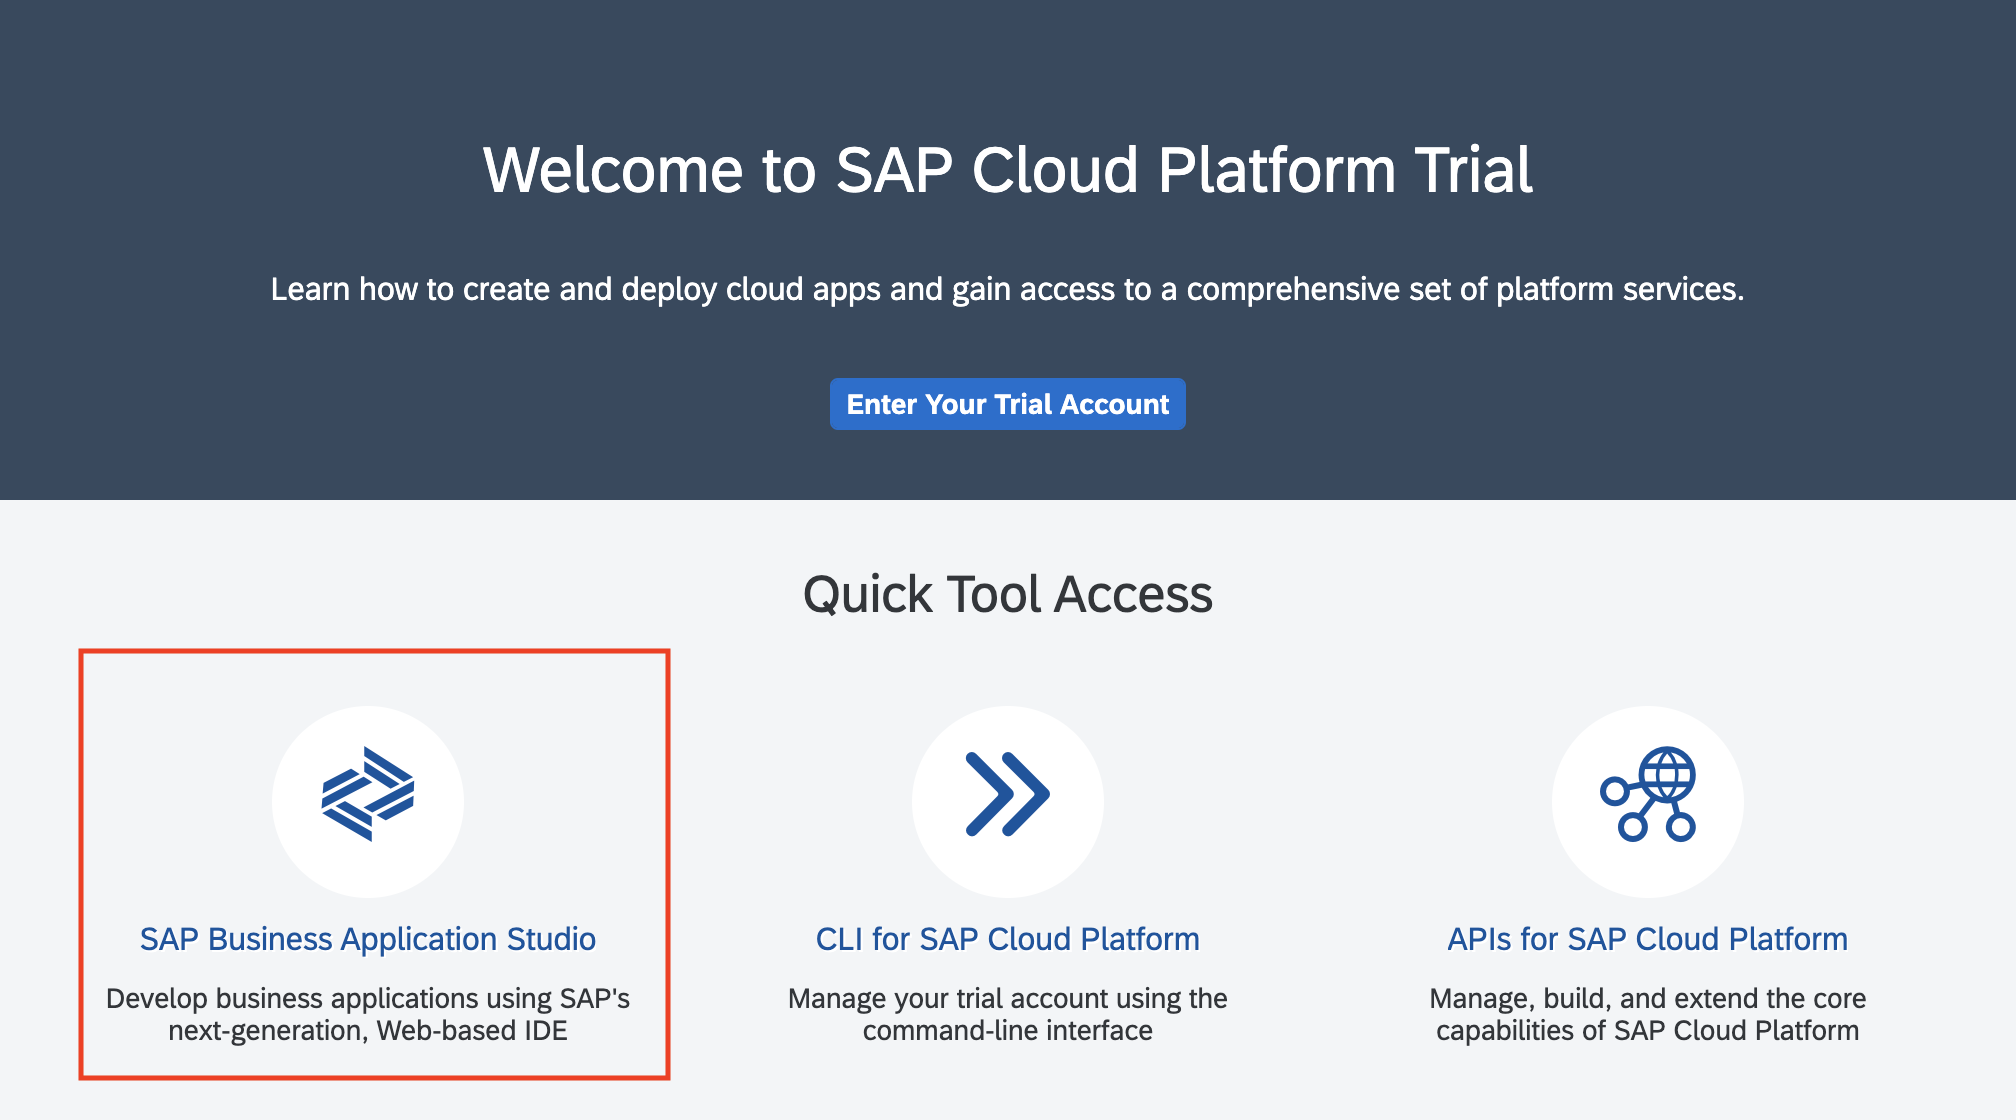 Welcome to SAP Cloud Platform Trial
Learn how to create and deploy cloud apps and gain access to a comprehensive set of platform services.
Enter Your Trial Account
Quick Tool Access
SAP Business Application Studio
Develop business applications using SAP's
next-generation, Web-based IDE
CLI for SAP Cloud Platform
Manage your trial account using the
command-line interface
APIs for SAP Cloud Platform
Manage, build, and extend the core
capabilities of SAP Cloud Platform